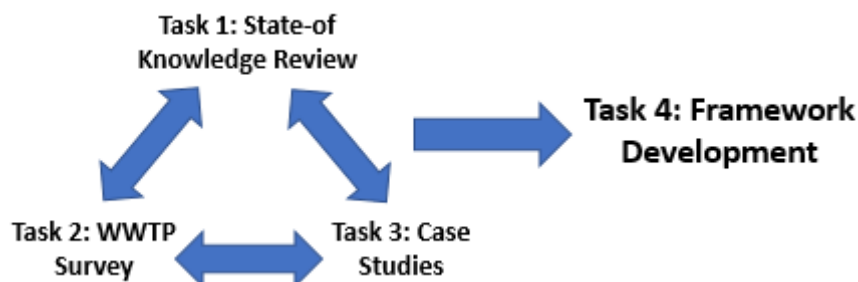 Task 1: State-of
Knowledge Review
Task 4: Framework
Development
Task 2: WWTP
Survey
Task 3: Case
Studies